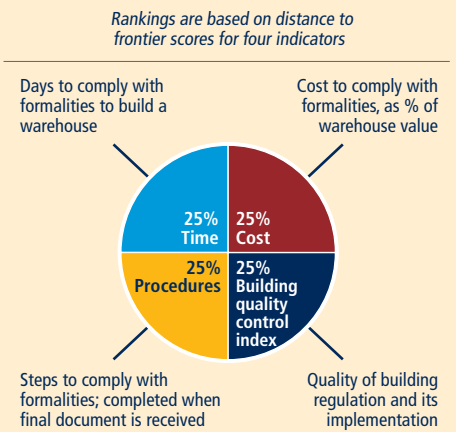 Rankings are based on distance to
frontier scores for four indicators
Days to comply with
formalities to build a
warehouse
Cost to comply with
formalities, as % of
warehouse value
25%
Time
25%
Cost
25%
Procedures
25%
Building
quality
control
index
Steps to comply with
formalities; completed when
final document is received
Quality of building
regulation and its
implementation